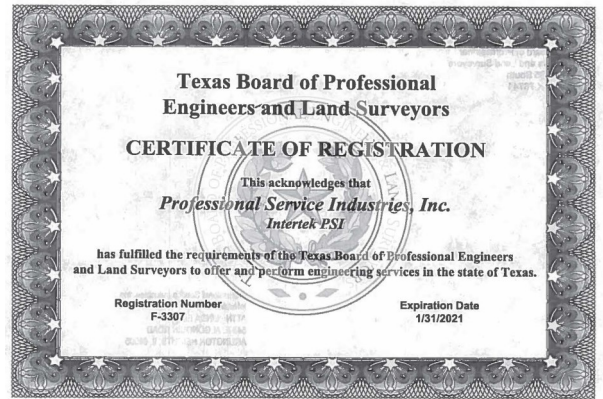 Texas Board of Professional
Engineers and Land Surveyors
CERTIFICATE OF REGISTRATION
This acknowledges that
Professional Service Industries, Inc.
Intertek PSI
has fulfilled the requirements of the Texas Board of Professional Engineers
and Land Surveyors to offer and perform engineering services in the state of Texas.
Registration Number
F-3307
Expiration Date
1/31/2021